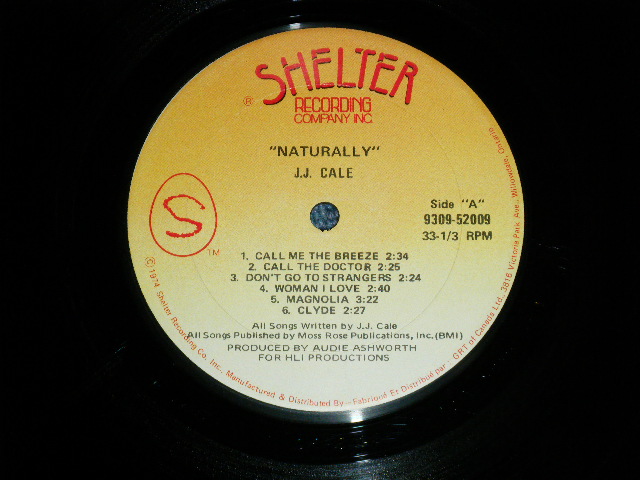 SHELTER
® RECORDING
COMPANY INC.
"NATURALLY"
J.J. CALE
S
TM
Side "A"
9309-52009
33-1/3 RPM
1. CALL ME THE BREEZE 2:34
2. CALL THE DOCTOR 2:25
3. DON'T GO TO STRANGERS 2:24
4. WOMAN I LOVE 2:40
5. MAGNOLIA 3:22
6. CLYDE 2:27
All Songs Written by J.J. Cale
All Songs Published by Moss Rose Publications, Inc.(BMI)
PRODUCED BY AUDIE ASHWORTH
FOR HLI PRODUCTIONS
© 1974 Shelter Recording Co. Inc., Manufactured & Distributed By - Fabriqué Et Distribué par: GRT of Canada Ltd. 3816 Victoria Park Ave. Willowdale, Ontario